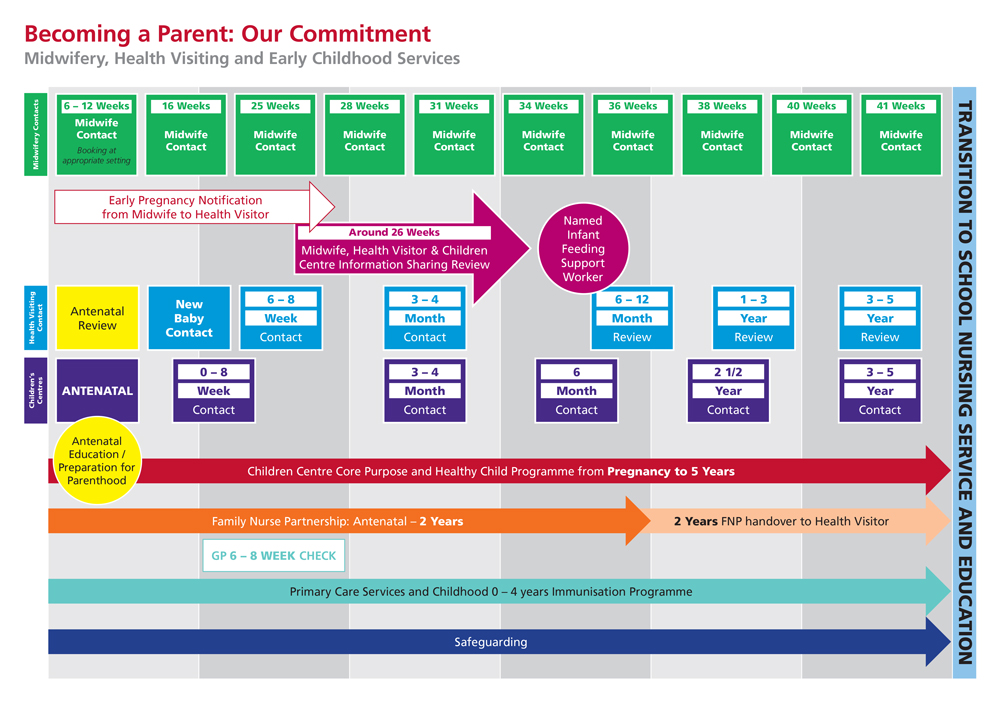 Becoming a Parent: Our Commitment
Midwifery, Health Visiting and Early Childhood Services
Midwifery Contacts
6 – 12 Weeks
Midwife
Contact
Booking at
appropriate setting
16 Weeks
Midwife
Contact
25 Weeks
Midwife
Contact
28 Weeks
Midwife
Contact
31 Weeks
Midwife
Contact
34 Weeks
Midwife
Contact
36 Weeks
Midwife
Contact
38 Weeks
Midwife
Contact
40 Weeks
Midwife
Contact
41 Weeks
Midwife
Contact
TRANSITION TO SCHOOL NURSING SERVICE AND EDUCATION
Early Pregnancy Notification
from Midwife to Health Visitor
Around 26 Weeks
Midwife, Health Visitor & Children
Centre Information Sharing Review
Named
Infant
Feeding
Support
Worker
Health Visiting
Contact
Antenatal
Review
New
Baby
Contact
6 – 8
Week
Contact
3 – 4
Month
Contact
6 – 12
Month
Review
1 – 3
Year
Review
3 – 5
Year
Review
Children's
Centres
ANTENATAL
0 – 8
Week
Contact
3 – 4
Month
Contact
6
Month
Contact
2 1/2
Year
Contact
3 – 5
Year
Contact
Antenatal
Education /
Preparation for
Parenthood
Children Centre Core Purpose and Healthy Child Programme from Pregnancy to 5 Years
Family Nurse Partnership: Antenatal – 2 Years
2 Years FNP handover to Health Visitor
GP 6 – 8 WEEK CHECK
Primary Care Services and Childhood 0 – 4 years Immunisation Programme
Safeguarding